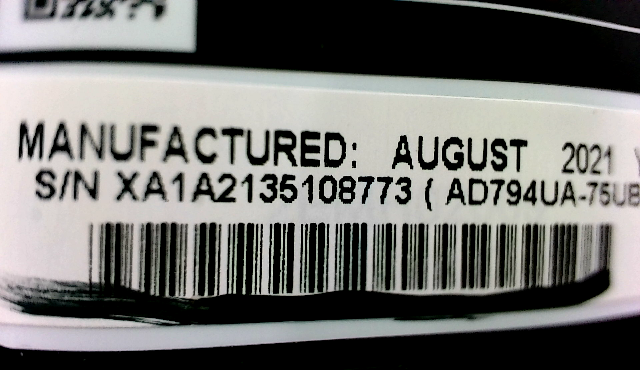 MANUFACTURED: AUGUST 2021
S/N XA1A2135108773 ( AD794UA-75UB